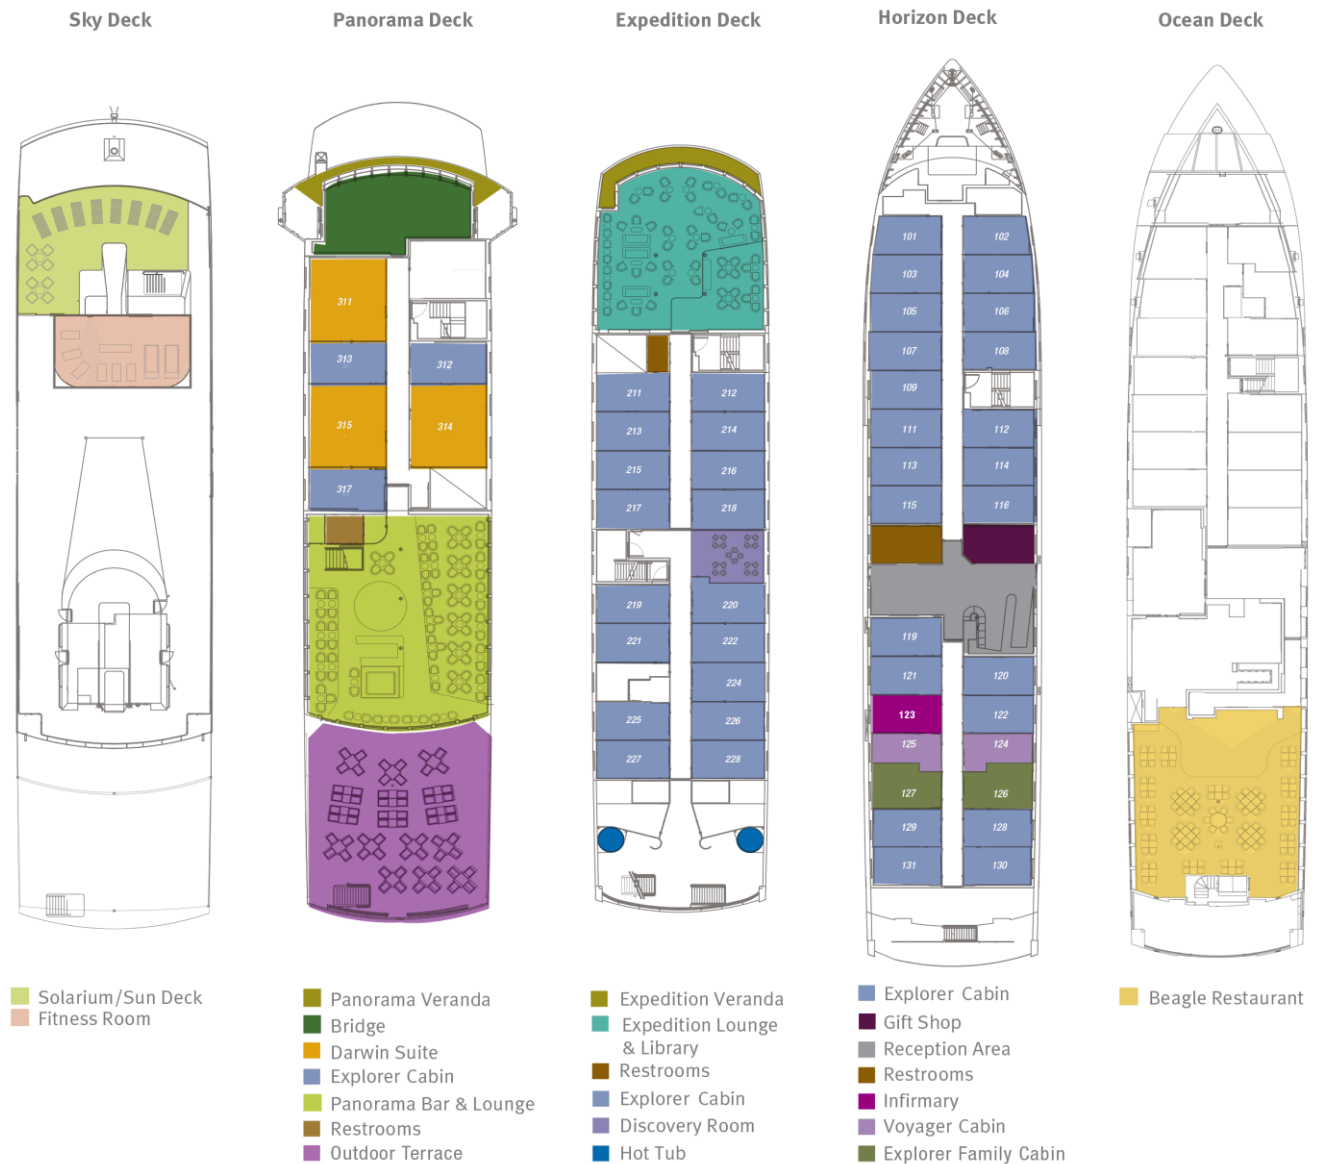 Sky Deck
Panorama Deck
Expedition Deck
Horizon Deck
Ocean Deck
311
313
312
315
314
317
211
212
213
214
215
216
217
218
219
220
221
222
224
225
226
227
228
101
102
103
104
105
106
107
108
109
111
112
113
114
115
116
119
121
120
123
122
125
124
127
126
129
128
131
130
Solarium/Sun Deck
Fitness Room
Panorama Veranda
Bridge
Darwin Suite
Explorer Cabin
Panorama Bar & Lounge
Restrooms
Outdoor Terrace
Expedition Veranda
Expedition Lounge
& Library
Restrooms
Explorer Cabin
Discovery Room
Hot Tub
Explorer Cabin
Gift Shop
Reception Area
Restrooms
Infirmary
Voyager Cabin
Explorer Family Cabin
Beagle Restaurant